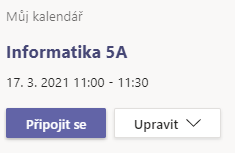 Můj kalendář
Informatika 5A
17. 3. 2021 11:00 - 11:30
Připojit se
Upravit